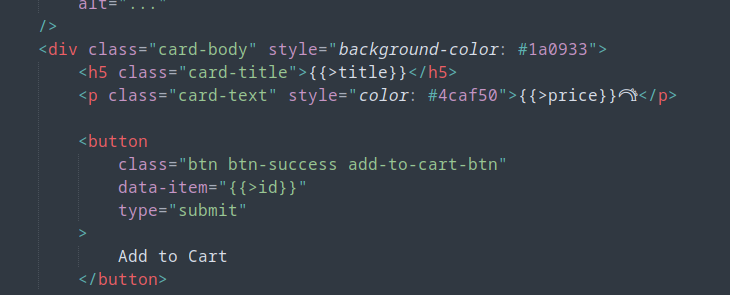 alt="..."
/>
<div class="card-body" style="background-color: #1a0933">
<h5 class="card-title">{{>title}}</h5>
<p class="card-text" style="color: #4caf50">{{>price}}</p>
<button
class="btn btn-success add-to-cart-btn"
data-item="{{>id}}"
type="submit"
>
Add to Cart
</button>